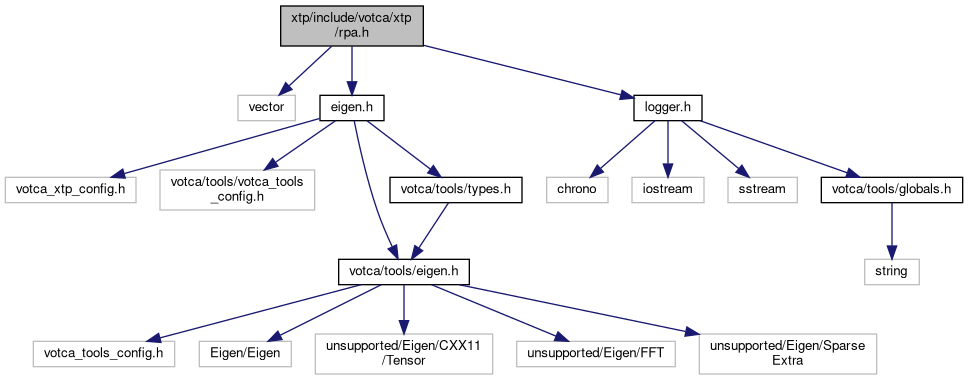 xtp/include/votca/xtp
/rpa.h
vector
eigen.h
logger.h
votca_xtp_config.h
votca/tools/votca_tools
_config.h
votca/tools/types.h
chrono
iostream
sstream
votca/tools/globals.h
votca/tools/eigen.h
string
votca_tools_config.h
Eigen/Eigen
unsupported/Eigen/CXX11
/Tensor
unsupported/Eigen/FFT
unsupported/Eigen/Sparse
Extra